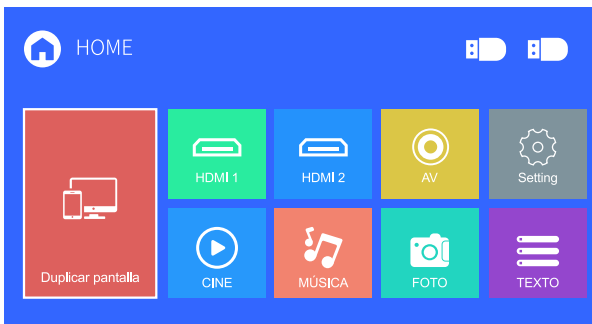 HOME
HDMI 1
HDMI 2
AV
Setting
Duplicar pantalla
CINE
MÚSICA
FOTO
TEXTO